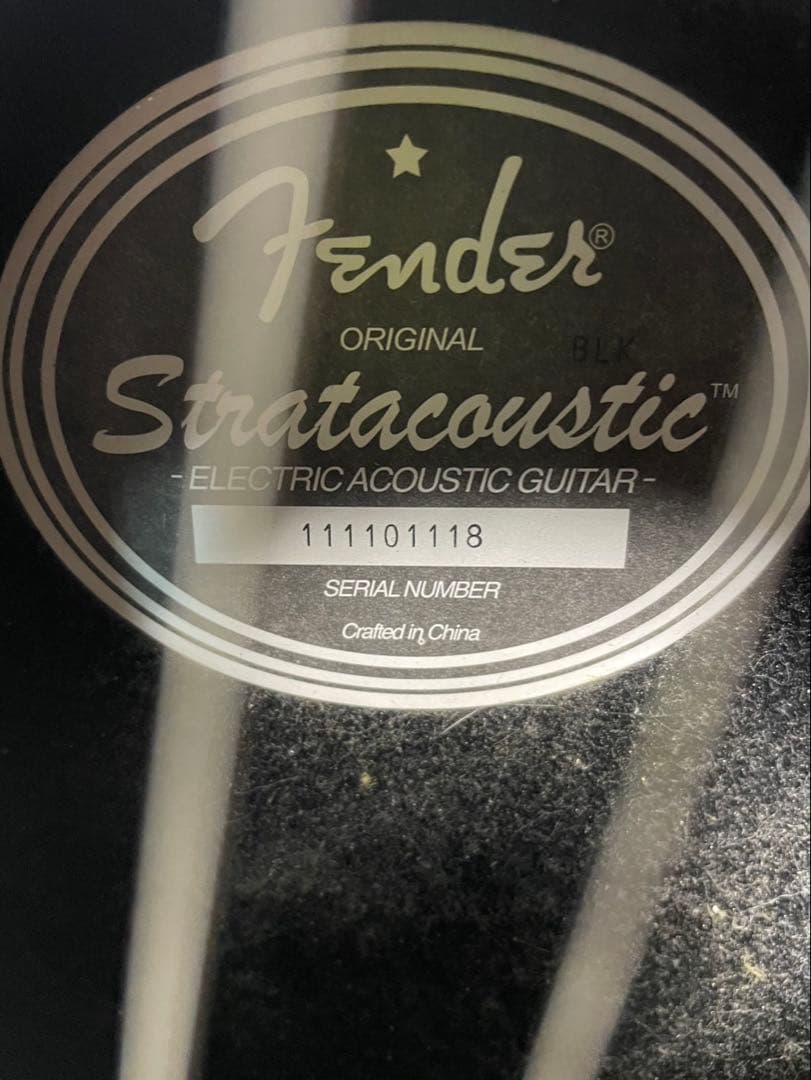 Fender®
ORIGINAL BLK
Stratacoustic™
-ELECTRIC ACOUSTIC GUITAR-
111101118
SERIAL NUMBER
Crafted in China